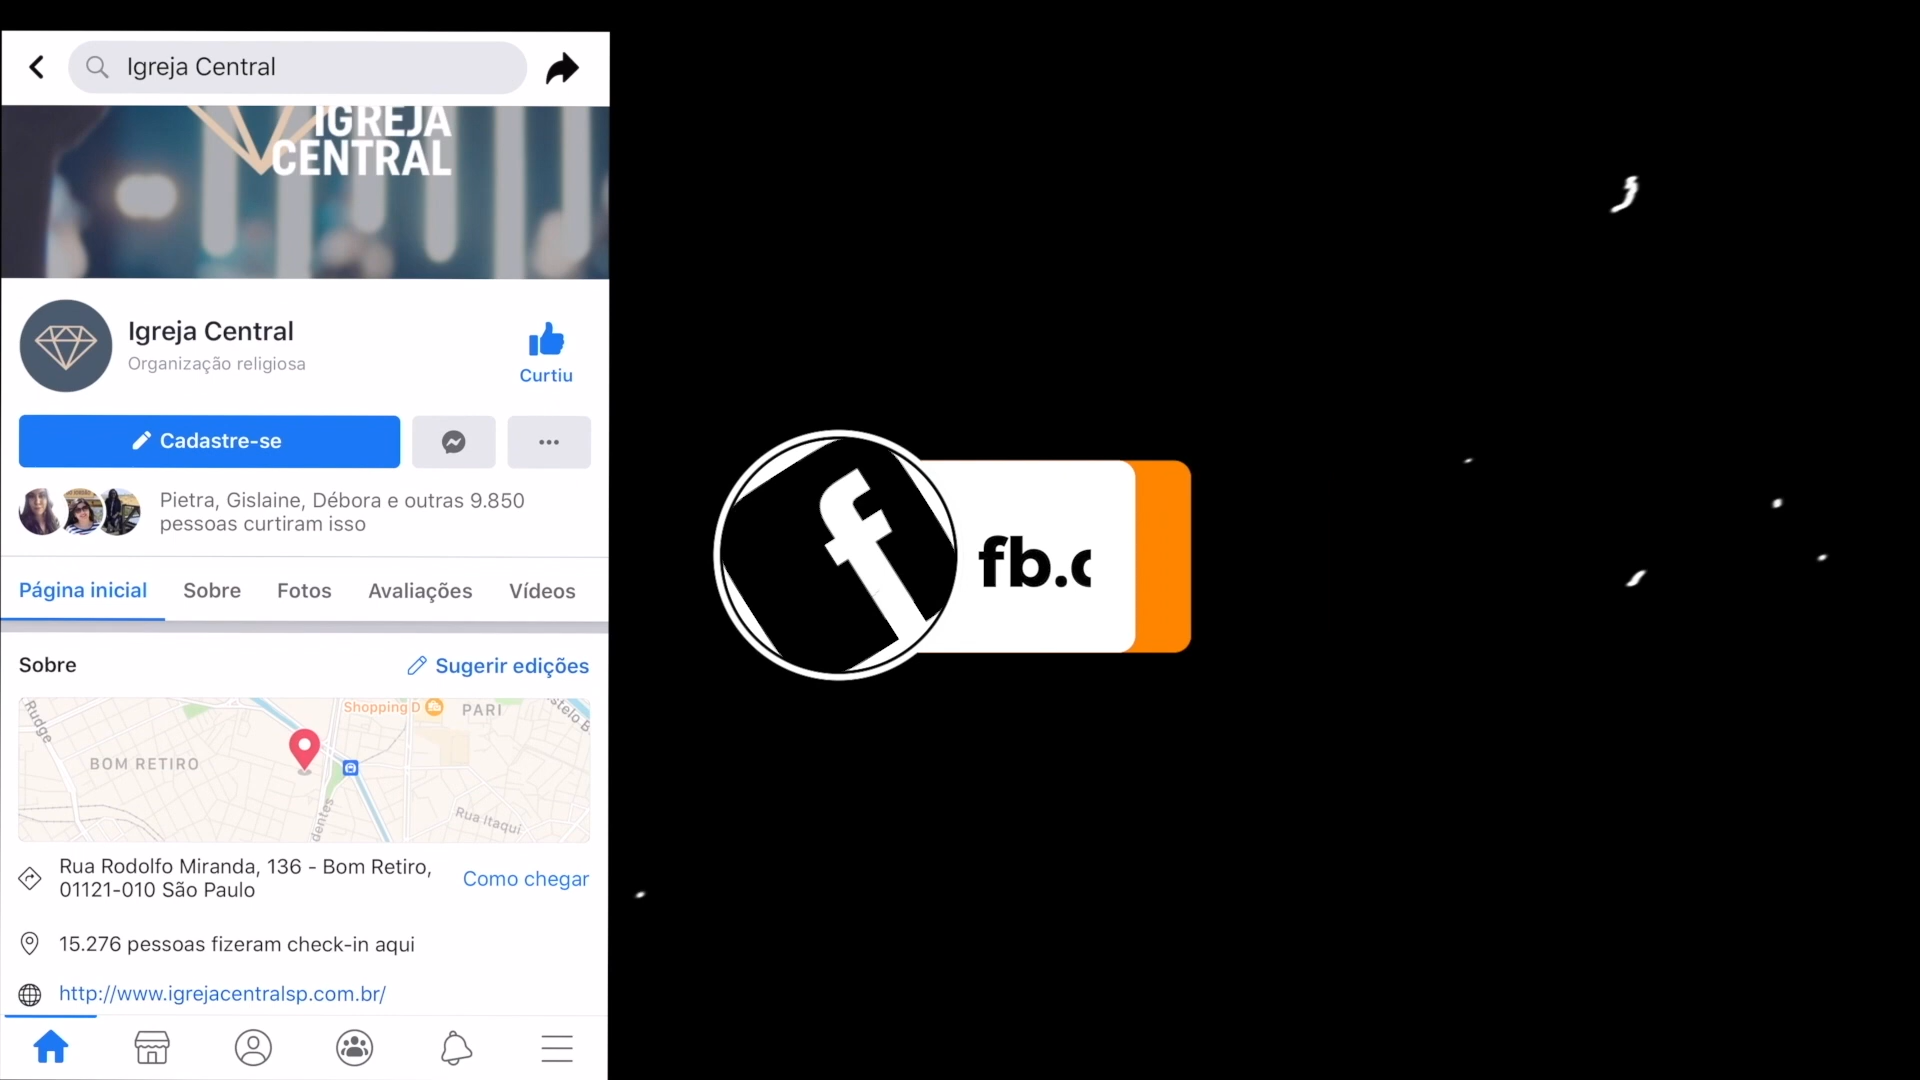 Igreja Central
IGREJA
CENTRAL
Igreja Central
Organização religiosa
Curtiu
Cadastre-se
Pietra, Gislaine, Débora e outras 9.850
pessoas curtiram isso
Página inicial
Sobre
Fotos
Avaliações
Vídeos
Sobre
Sugerir edições
Rudge
Shopping D
PARI
stelo B
BOM RETIRO
dentes
Rua Itaqui
Rua Rodolfo Miranda, 136 - Bom Retiro,
01121-010 São Paulo
Como chegar
15.276 pessoas fizeram check-in aqui
http://www.igrejacentralsp.com.br/
fb.c